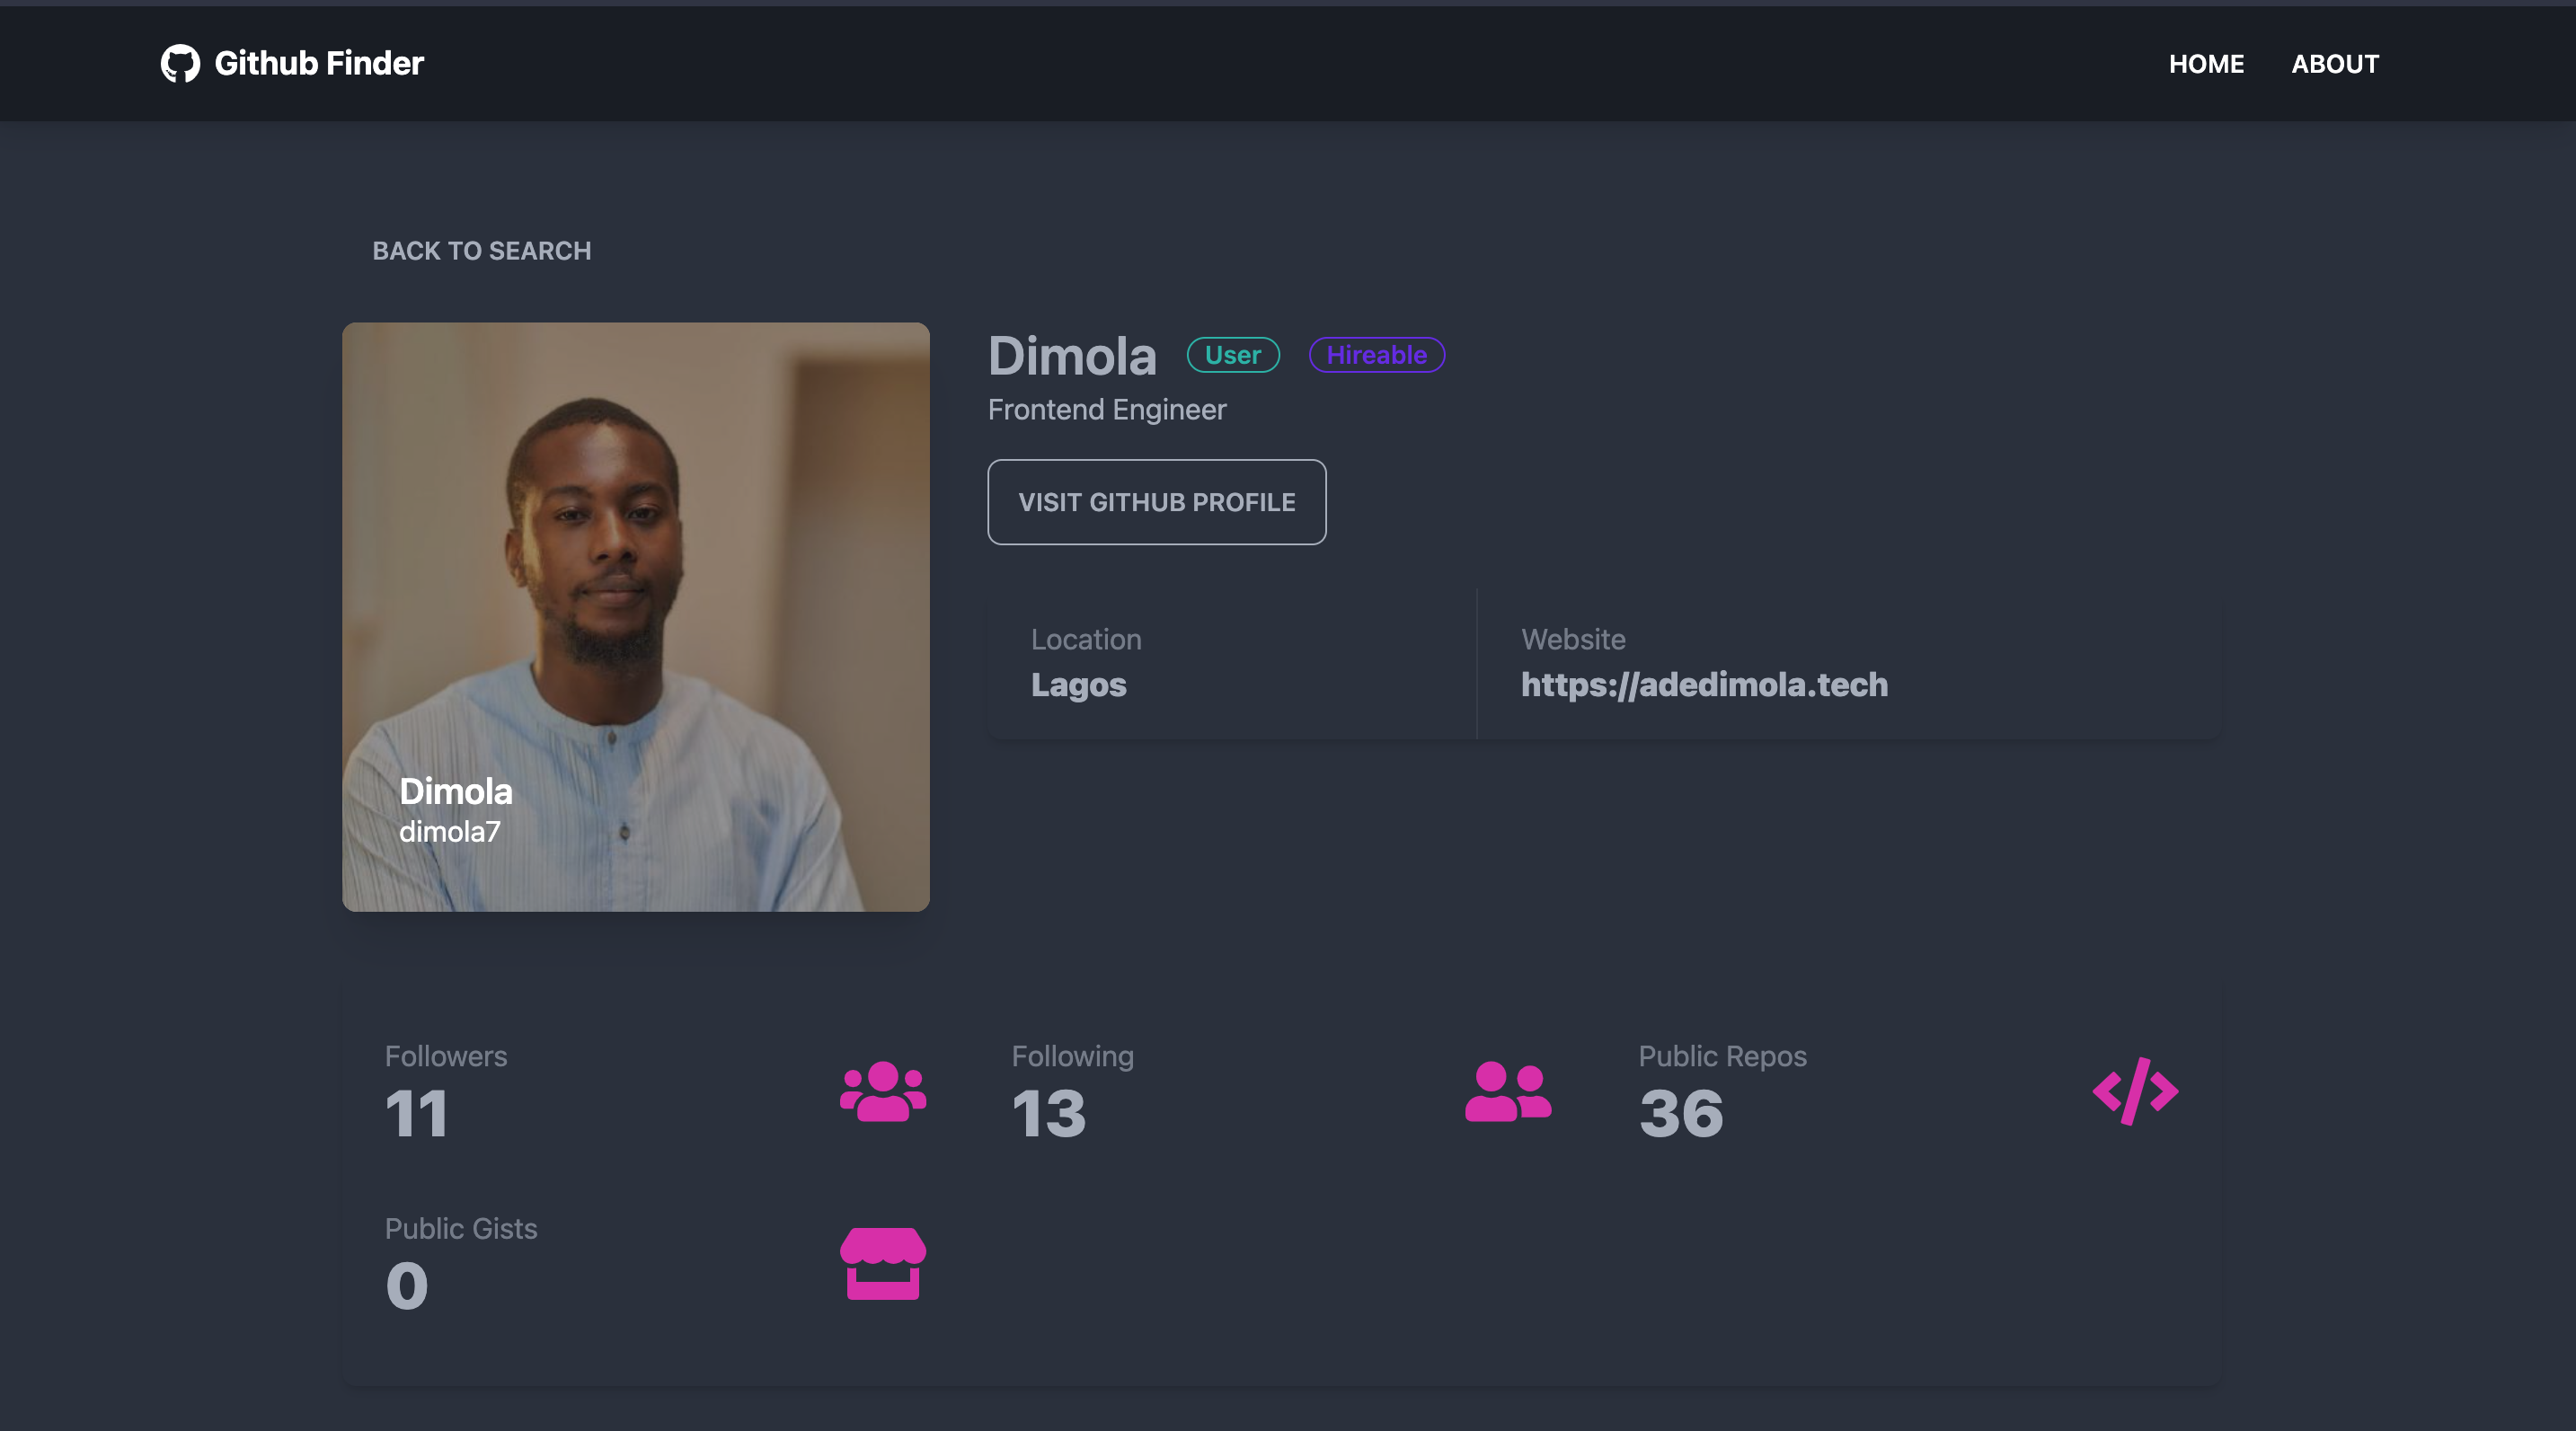 Github Finder
HOME
ABOUT
BACK TO SEARCH
Dimola
User
Hireable
Frontend Engineer
VISIT GITHUB PROFILE
Location
Lagos
Website
https://adedimola.tech
Dimola
dimola7
Followers
11
Following
13
Public Repos
36
Public Gists
0